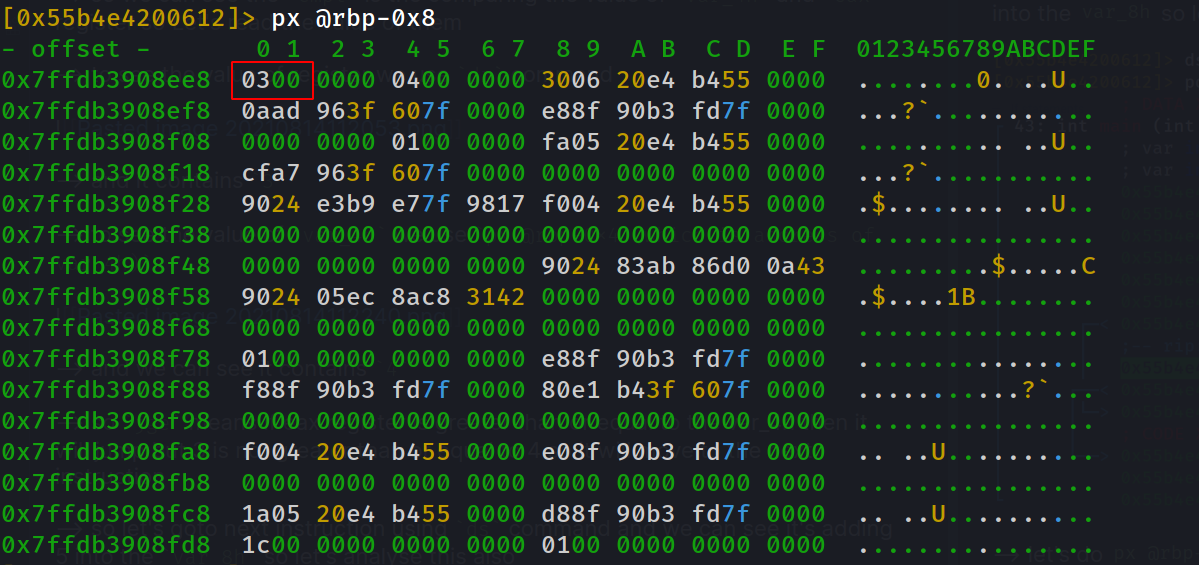 [0x55b4e4200612]> px @rbp-0x8
- offset -       0 1  2 3  4 5  6 7  8 9  A B  C D  E F  0123456789ABCDEF
0x7ffdb3908ee8  0300 0000 0400 0000 3006 20e4 b455 0000  ........0. ..U..
0x7ffdb3908ef8  0aad 963f 607f 0000 e88f 90b3 fd7f 0000  ...?`...........
0x7ffdb3908f08  0000 0000 0100 0000 fa05 20e4 b455 0000  .......... ..U..
0x7ffdb3908f18  cfa7 963f 607f 0000 0000 0000 0000 0000  ...?`...........
0x7ffdb3908f28  9024 e3b9 e77f 9817 f004 20e4 b455 0000  .$........ ..U..
0x7ffdb3908f38  0000 0000 0000 0000 0000 0000 0000 0000  ................
0x7ffdb3908f48  0000 0000 0000 0000 9024 83ab 86d0 0a43  .........$.....C
0x7ffdb3908f58  9024 05ec 8ac8 3142 0000 0000 0000 0000  .$....1B........
0x7ffdb3908f68  0000 0000 0000 0000 0000 0000 0000 0000  ................
0x7ffdb3908f78  0100 0000 0000 0000 e88f 90b3 fd7f 0000  ................
0x7ffdb3908f88  f88f 90b3 fd7f 0000 80e1 b43f 607f 0000  ...........?`...
0x7ffdb3908f98  0000 0000 0000 0000 0000 0000 0000 0000  ................
0x7ffdb3908fa8  f004 20e4 b455 0000 e08f 90b3 fd7f 0000  .. ..U..........
0x7ffdb3908fb8  0000 0000 0000 0000 0000 0000 0000 0000  ................
0x7ffdb3908fc8  1a05 20e4 b455 0000 d88f 90b3 fd7f 0000  .. ..U..........
0x7ffdb3908fd8  1c00 0000 0000 0000 0100 0000 0000 0000  ................